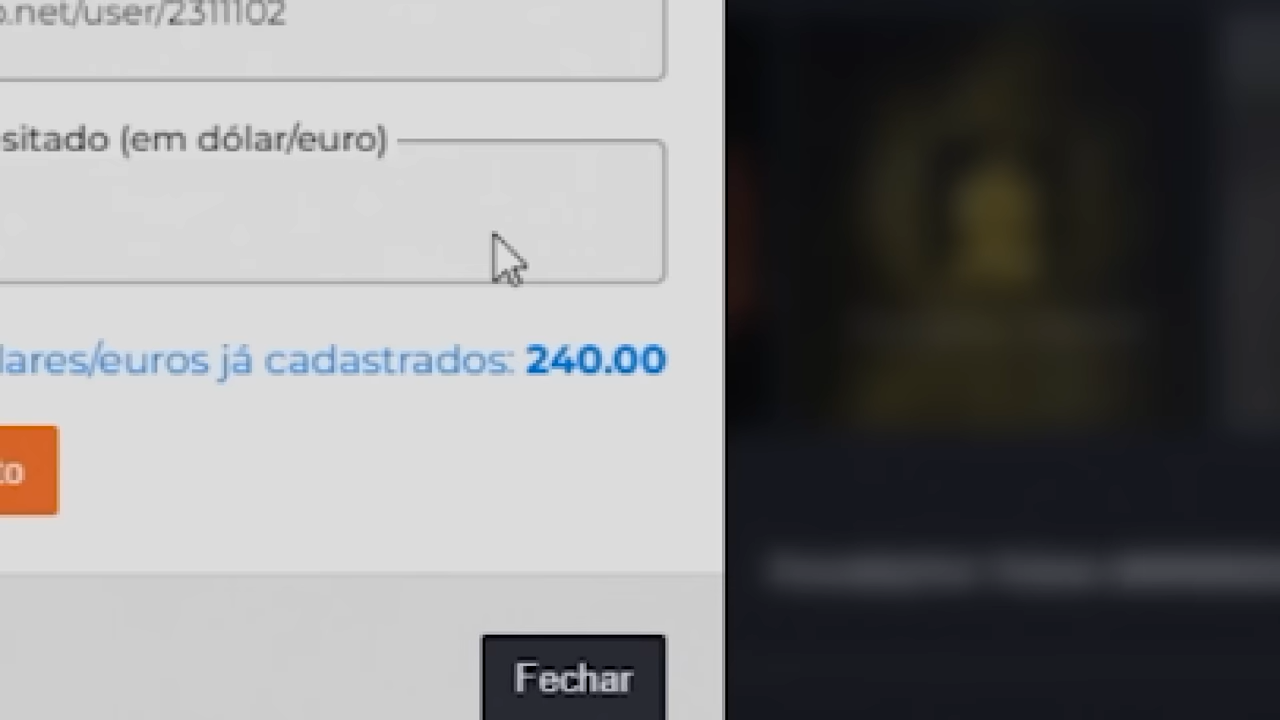 o.net/user/2311102
sitado (em dólar/euro)
lares/euros já cadastrados: 240.00
to
Fechar